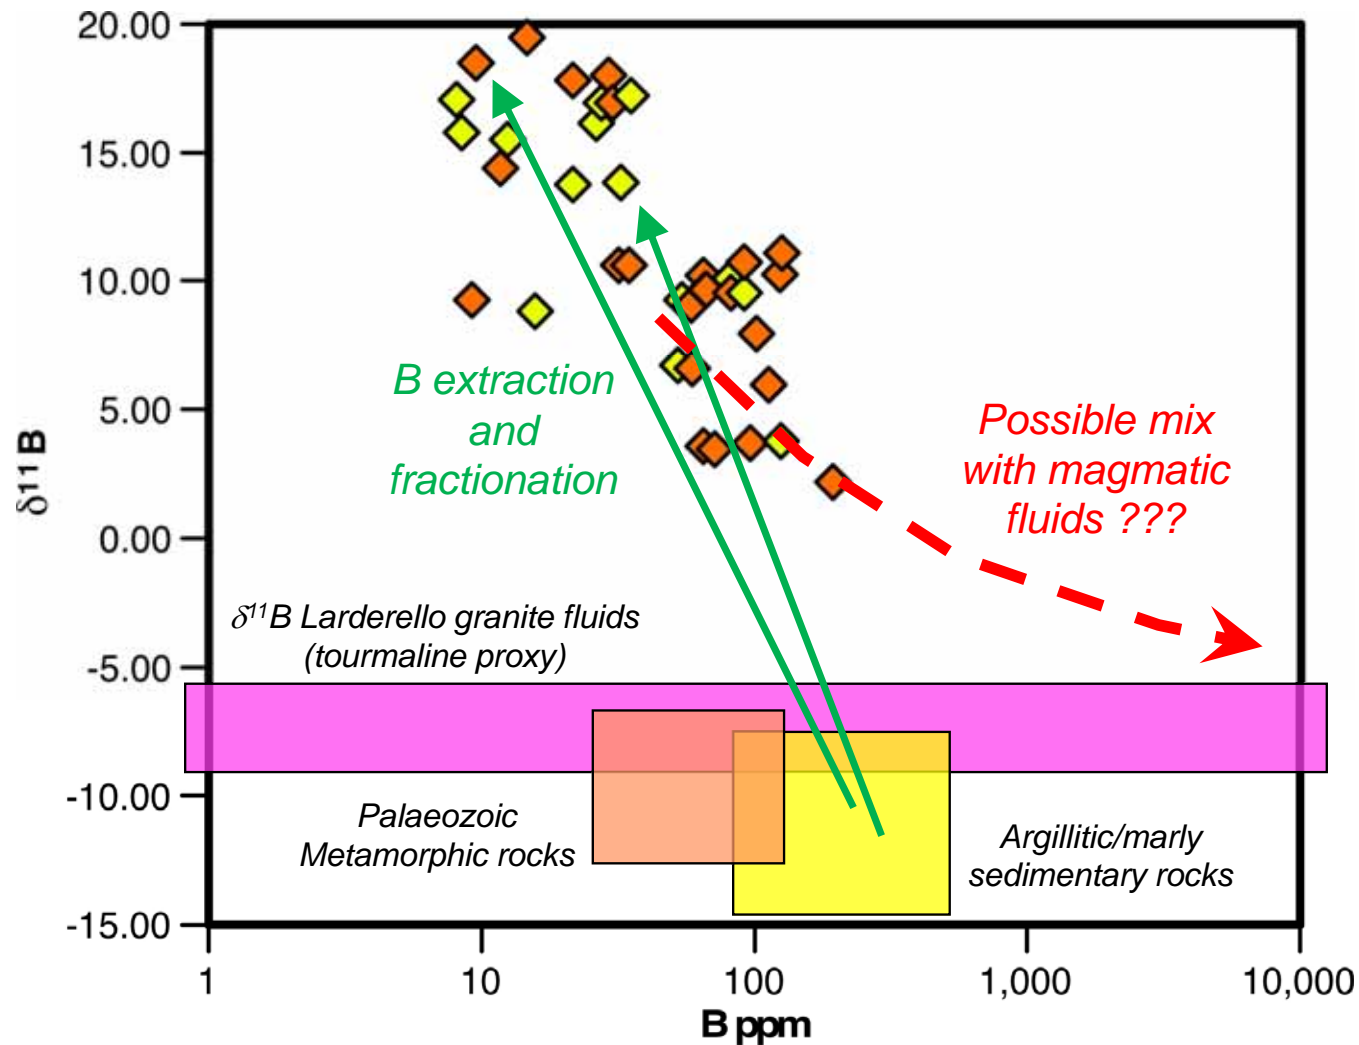 20.00
15.00
10.00
5.00
0.00
-5.00
-10.00
-15.00
δ¹¹B
B extraction
and
fractionation
Possible mix
with magmatic
fluids ???
δ¹¹B Larderello granite fluids
(tourmaline proxy)
Palaeozoic
Metamorphic rocks
Argillitic/marly
sedimentary rocks
1
10
100
1,000
10,000
B ppm